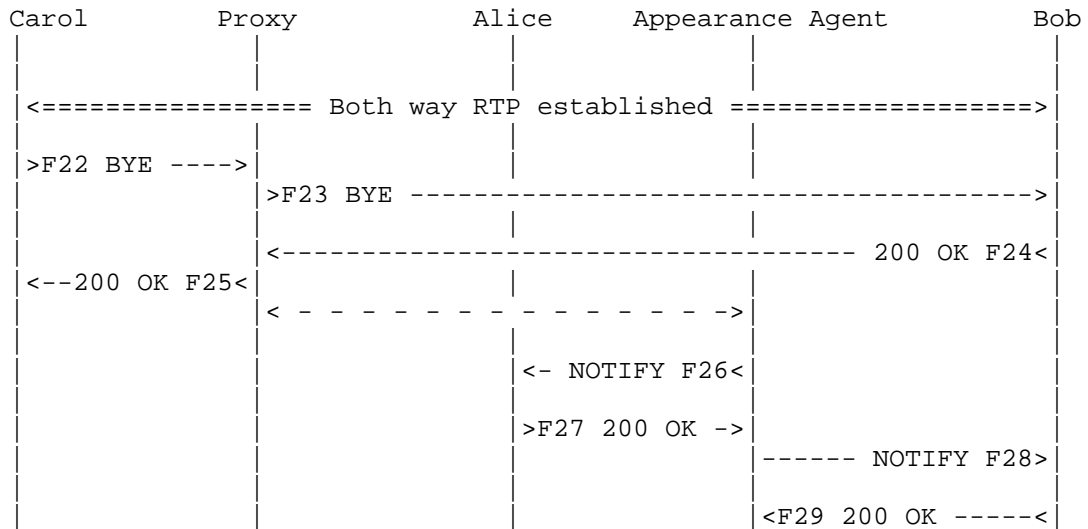 Carol Proxy Alice Appearance Agent Bob
<================= Both way RTP established ===================>
>F22 BYE ---->
>F23 BYE --------------------------------------->
<------------------------------------ 200 OK F24<
<--200 OK F25<
< - - - - - - - - - - - - - - ->
<- NOTIFY F26<
>F27 200 OK ->
------ NOTIFY F28>
<F29 200 OK -----<